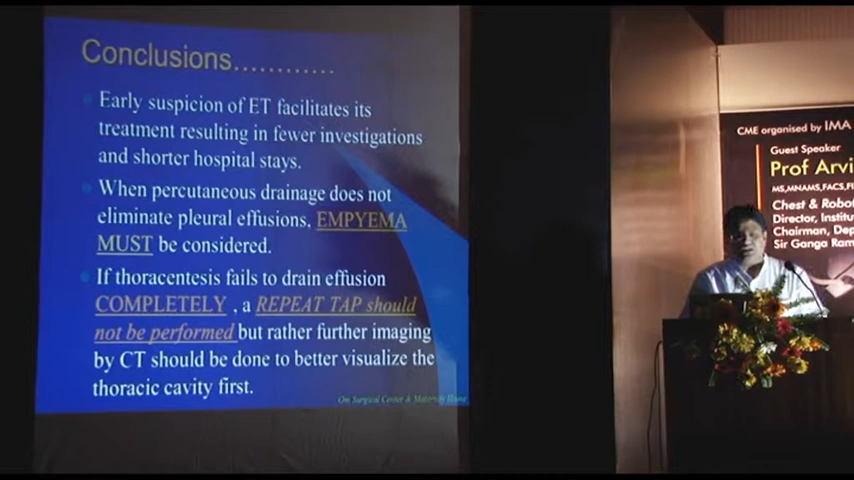 Conclusions............
Early suspicion of ET facilitates its
treatment resulting in fewer investigations
and shorter hospital stays.
When percutaneous drainage does not
eliminate pleural effusions, EMPYEMA
MUST be considered.
If thoracentesis fails to drain effusion
COMPLETELY , a REPEAT TAP should
not be performed but rather further imaging
by CT should be done to better visualize the
thoracic cavity first.
Om Surgical Center & Maternity Home
CME organised by IMA
Guest Speaker
Prof Arvi
MS,MNAMS,FACS,FI
Chest & Robo
Director, Institu
Chairman, Dep
Sir Ganga Ram